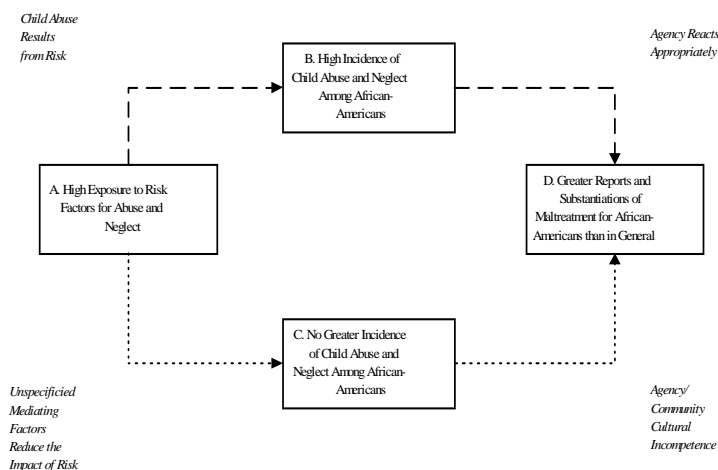 Child Abuse
Results
from Risk
Agency Reacts
Appropriately
B. High Incidence of
Child Abuse and Neglect
Among African-
Americans
A. High Exposure to Risk
Factors for Abuse and
Neglect
D. Greater Reports and
Substantiations of
Maltreatment for African-
Americans than in General
C. No Greater Incidence
of Child Abuse and
Neglect Among African-
Americans
Unspecificied
Mediating
Factors
Reduce the
Impact of Risk
Agency/
Community
Cultural
Incompetence